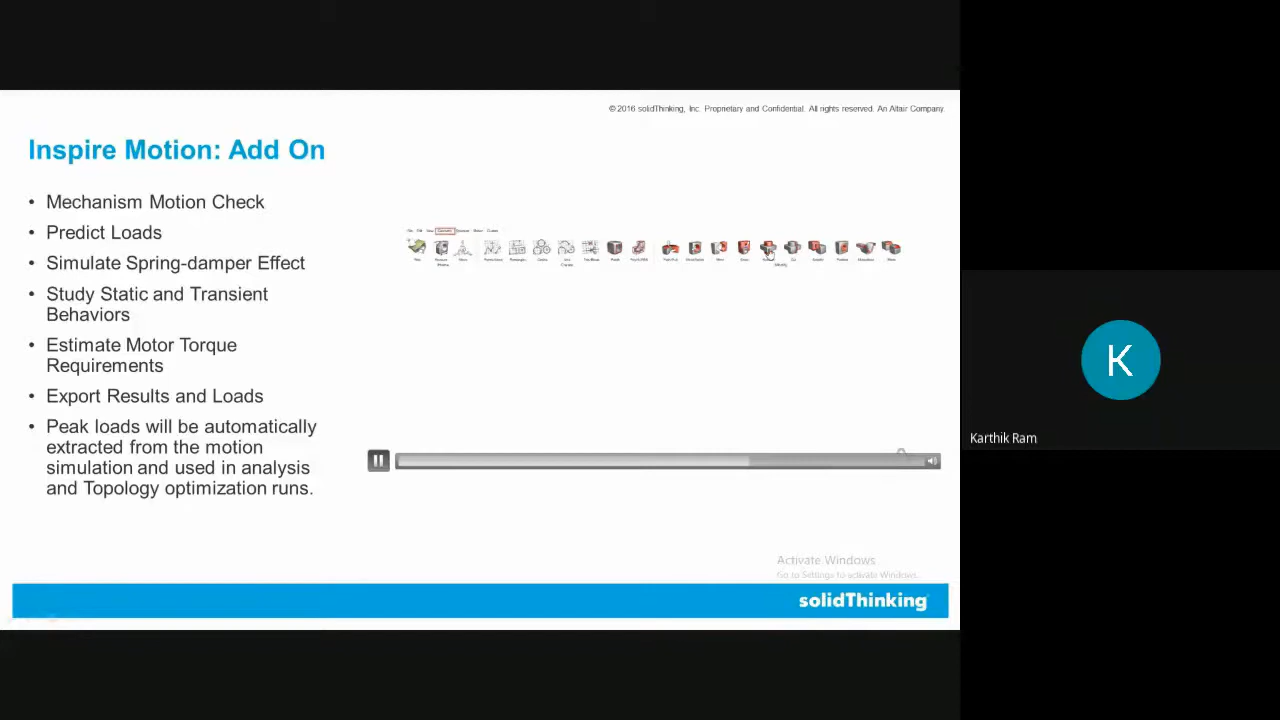 © 2016 solidThinking, Inc. Proprietary and Confidential. All rights reserved. An Altair Company.
Inspire Motion: Add On
• Mechanism Motion Check
• Predict Loads
• Simulate Spring-damper Effect
• Study Static and Transient
Behaviors
• Estimate Motor Torque
Requirements
• Export Results and Loads
• Peak loads will be automatically
extracted from the motion
simulation and used in analysis
and Topology optimization runs.
Activate Windows
Go to Settings to activate Windows.
solidThinking
K
Karthik Ram